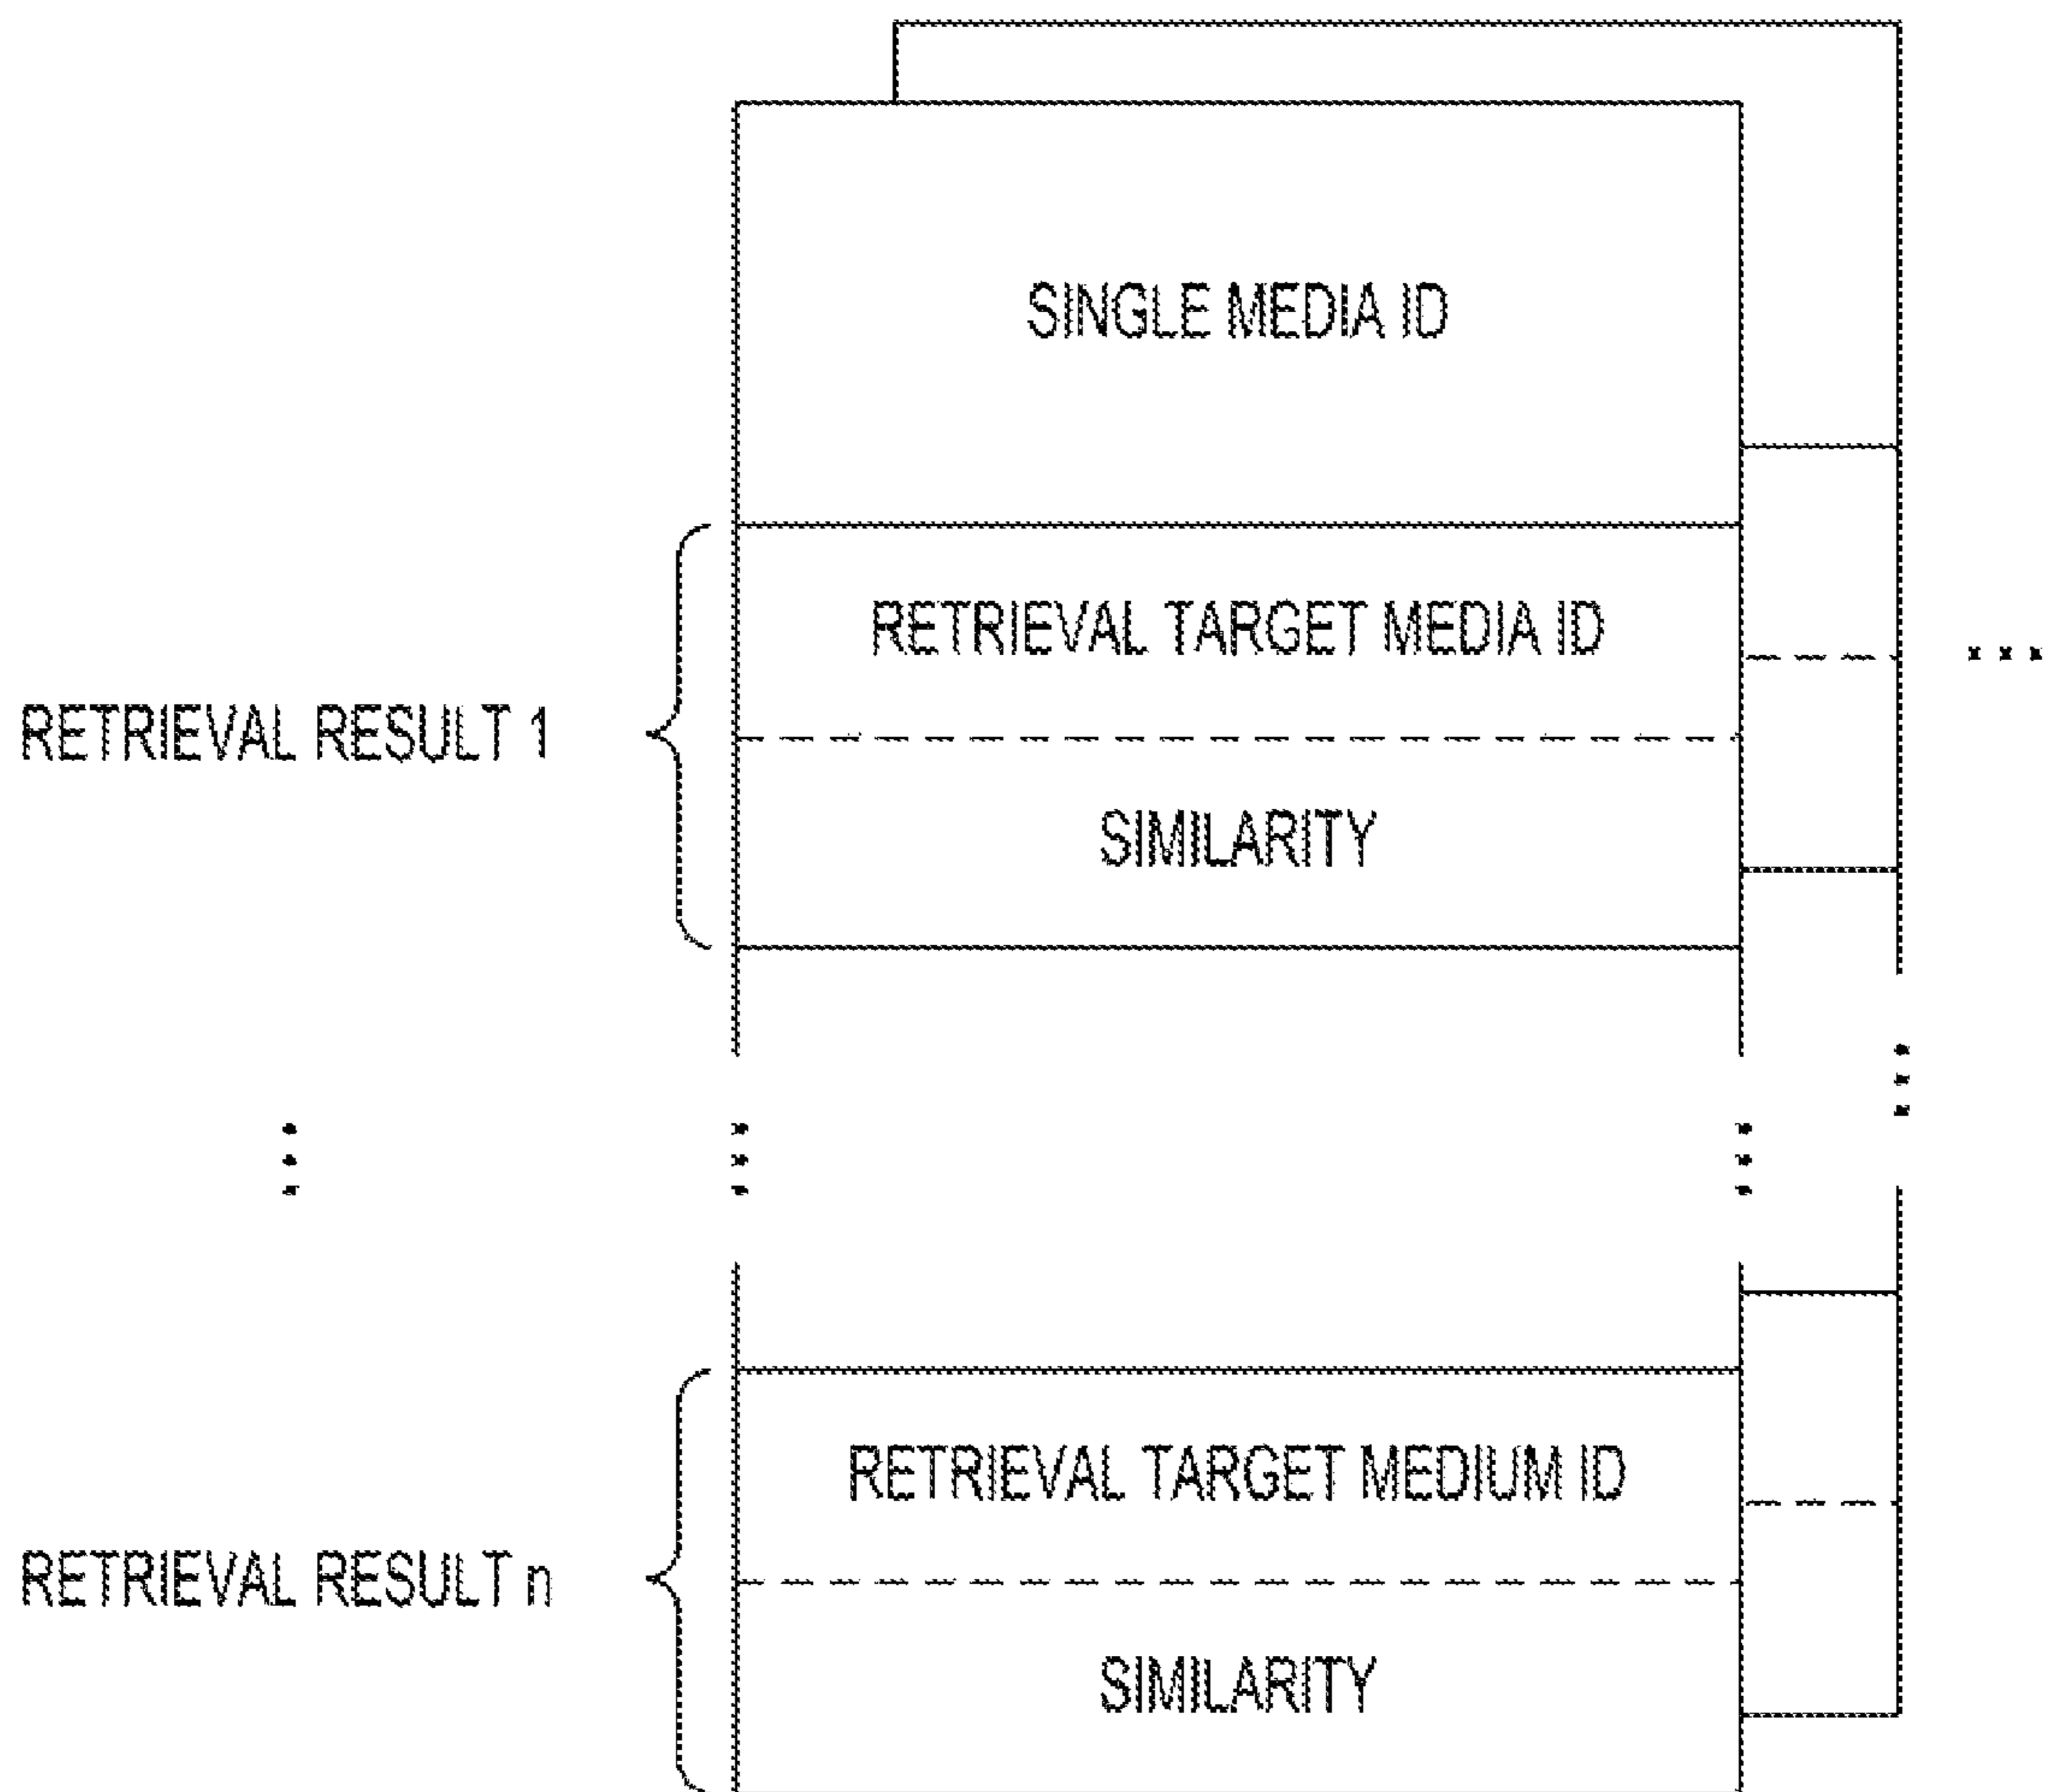 SINGLE MEDIA ID
RETRIEVAL TARGET MEDIA ID
RETRIEVAL RESULT 1
SIMILARITY
RETRIEVAL TARGET MEDIUM ID
RETRIEVAL RESULT n
SIMILARITY